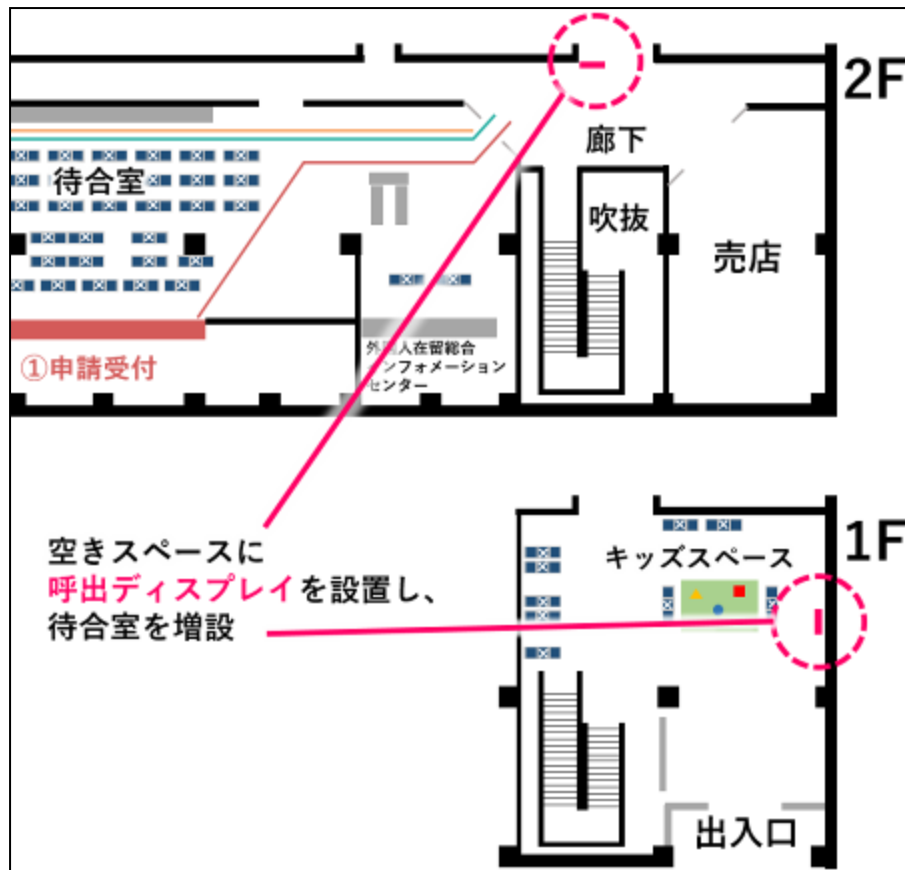 2F
廊下
待合室
吹抜
売店
外国人在留総合
インフォメーション
センター
①申請受付
空きスペースに
呼出ディスプレイを設置し、
待合室を増設
1F
キッズスペース
出入口